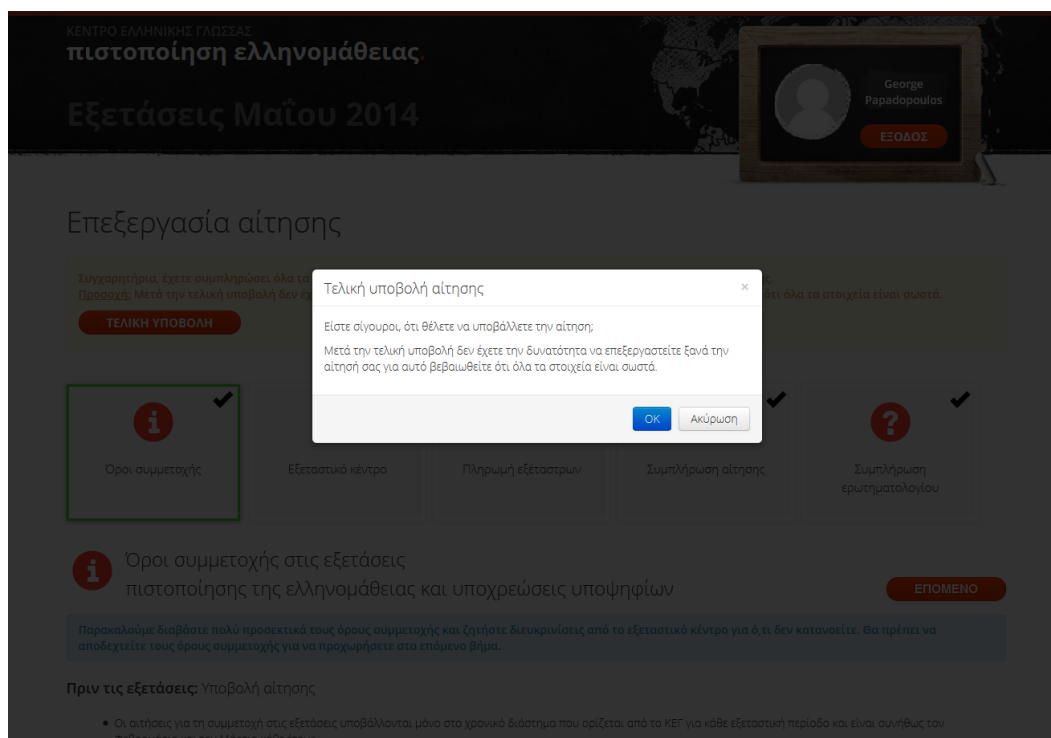 ΚΕΝΤΡΟ ΕΛΛΗΝΙΚΗΣ ΓΛΩΣΣΑΣ
πιστοποίηση ελληνομάθειας.
Εξετάσεις Μαΐου 2014
George
Papadopoulos
ΕΞΟΔΟΣ
Επεξεργασία αίτησης
Συγχαρητήρια, έχετε συμπληρώσει όλα τα
Προσοχή: Μετά την τελική υποβολή δεν έχ ότι όλα τα στοιχεία είναι σωστά.
ΤΕΛΙΚΗ ΥΠΟΒΟΛΗ
Τελική υποβολή αίτησης ×
Είστε σίγουροι, ότι θέλετε να υποβάλλετε την αίτηση;
Μετά την τελική υποβολή δεν έχετε την δυνατότητα να επεξεργαστείτε ξανά την
αίτησή σας για αυτό βεβαιωθείτε ότι όλα τα στοιχεία είναι σωστά.
OK Ακύρωση
Όροι συμμετοχής
Εξεταστικό κέντρο
Πληρωμή εξέταστρων
Συμπλήρωση αίτησης
Συμπλήρωση
ερωτηματολογίου
Όροι συμμετοχής στις εξετάσεις
πιστοποίησης της ελληνομάθειας και υποχρεώσεις υποψηφίων
ΕΠΟΜΕΝΟ
Παρακαλούμε διαβάστε πολύ προσεκτικά τους όρους συμμετοχής και ζητήστε διευκρινίσεις από το εξεταστικό κέντρο για ό,τι δεν κατανοείτε. Θα πρέπει να
αποδεχτείτε τους όρους συμμετοχής για να προχωρήσετε στο επόμενο βήμα.
Πριν τις εξετάσεις: Υποβολή αίτησης
• Οι αιτήσεις για τη συμμετοχή στις εξετάσεις υποβάλλονται μόνο στο χρονικό διάστημα που ορίζεται από το ΚΕΓ για κάθε εξεταστική περίοδο και είναι συνήθως τον